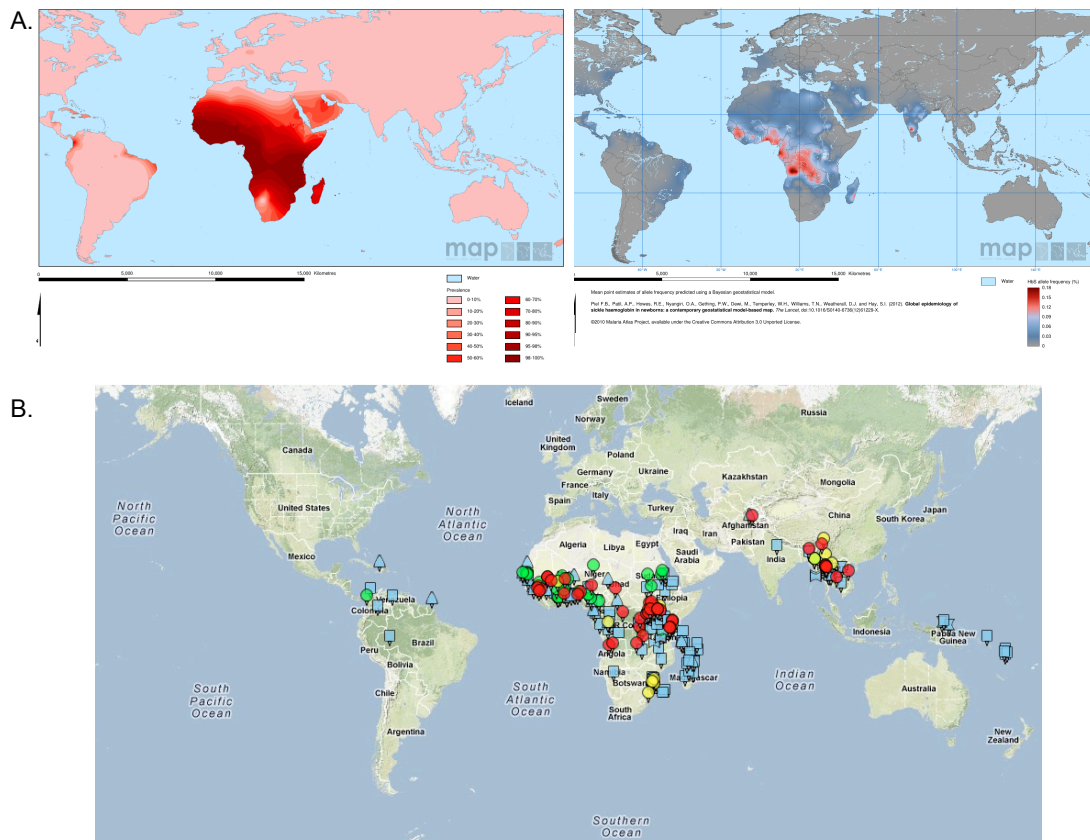 A.
map
map
0
5,000
10,000
15,000
Kilometres
5,000
10,000
15,000
Kilometres
Water
Prevalence
0-10%
60-70%
10-20%
70-80%
20-30%
80-90%
30-40%
90-95%
40-50%
95-98%
50-60%
98-100%
Mean point estimates of allele frequency predicted using a Bayesian geostatistical model.
Piel F.B., Patil, A.P., Howes, R.E., Nyangiri, O.A., Gething, P.W., Dewi, M., Temperley, W.H., Williams, T.N., Weatherall, D.J. and Hay, S.I. (2012). Global epidemiology of
sickle haemoglobin in newborns: a contemporary geostatistical model-based map. The Lancet, doi:10.1016/S0140-6736(12)61229-X.
©2010 Malaria Atlas Project, available under the Creative Commons Attribution 3.0 Unported License.
Water
HbS allele frequency (%)
0.18
0.15
0.12
0.09
0.06
0.03
0
B.
Iceland
Sweden
Norway
Russia
Canada
United
Kingdom
Poland
Germany
Ukraine
Kazakhstan
Mongolia
France
Italy
Spain
Turkey
North
Pacific
Ocean
United States
North
Atlantic
Ocean
Iraq
Iran
Afghanistan
Pakistan
China
South Korea
Japan
Algeria
Libya
Egypt
Saudi
Arabia
India
Mexico
Niger
Ethiopia
Venezuela
Colombia
Brazil
Peru
Bolivia
Chile
Argentina
Angola
Botswana
South
Africa
Indonesia
Papua New
Guinea
Indian
Ocean
Australia
South
Pacific
Ocean
South
Atlantic
Ocean
New
Zealand
Southern
Ocean